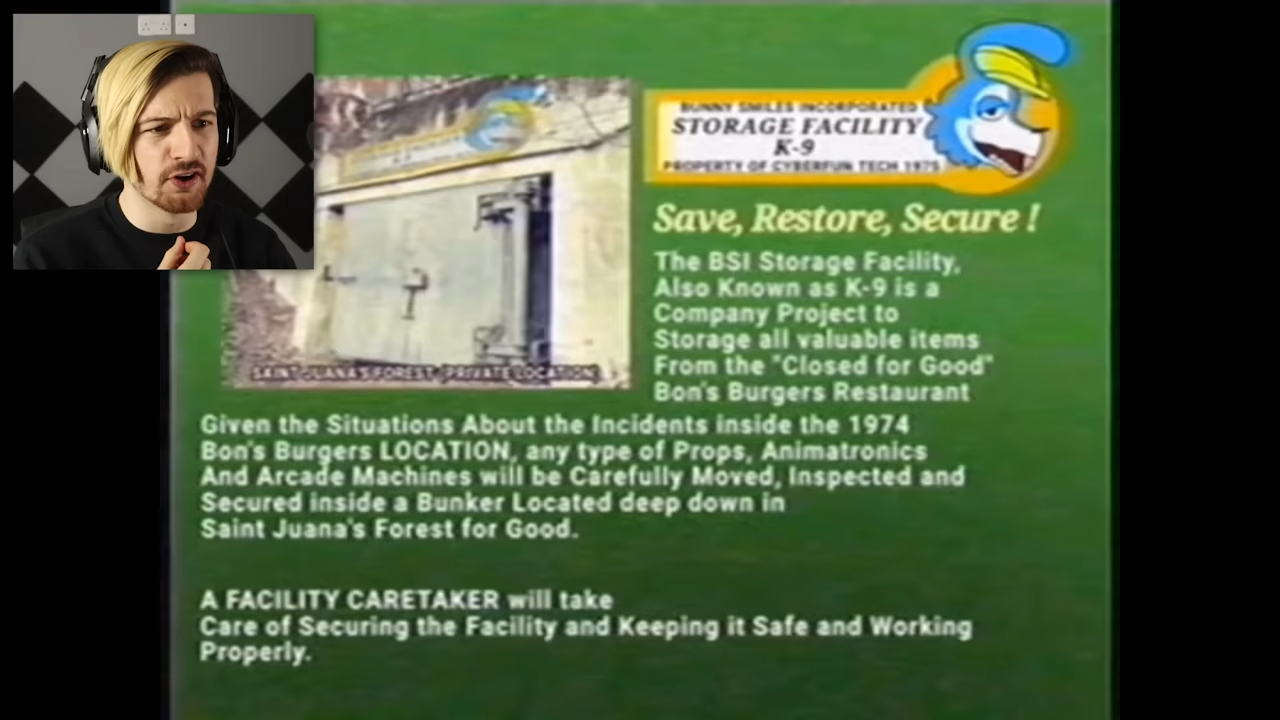 BUNNY SMILES INCORPORATED
STORAGE FACILITY
K-9
PROPERTY OF CYBERFUN TECH 1975
Save, Restore, Secure !
The BSI Storage Facility,
Also Known as K-9 is a
Company Project to
Storage all valuable items
From the "Closed for Good"
Bon's Burgers Restaurant
SAINT JUANA'S FOREST (PRIVATE LOCATION)
Given the Situations About the Incidents inside the 1974
Bon's Burgers LOCATION, any type of Props, Animatronics
And Arcade Machines will be Carefully Moved, Inspected and
Secured inside a Bunker Located deep down in
Saint Juana's Forest for Good.
A FACILITY CARETAKER will take
Care of Securing the Facility and Keeping it Safe and Working
Properly.